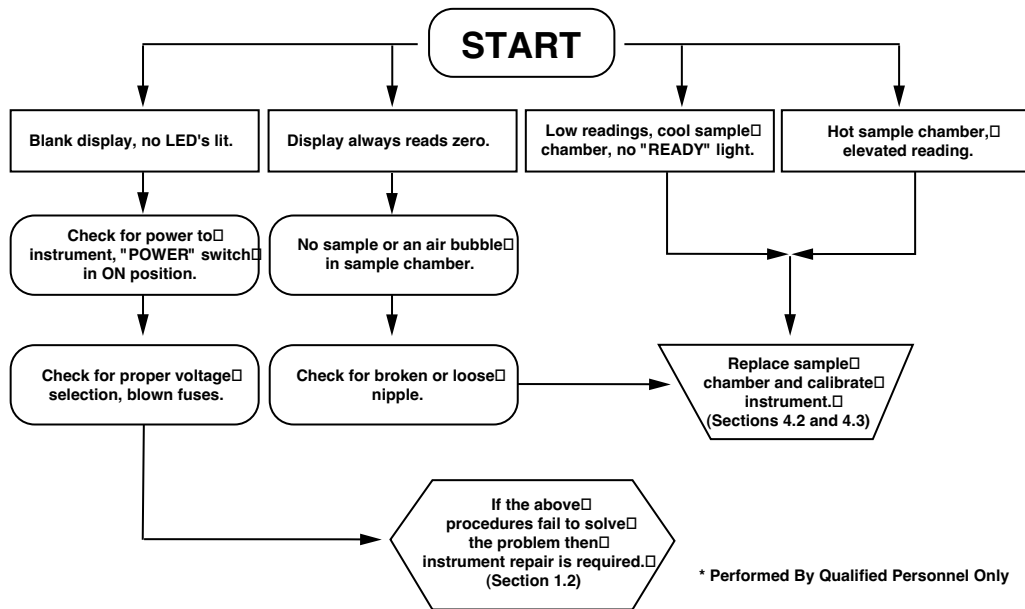 START
Blank display, no LED's lit.
Display always reads zero.
Low readings, cool sample
chamber, no "READY" light.
Hot sample chamber,
elevated reading.
Check for power to
instrument, "POWER" switch
in ON position.
No sample or an air bubble
in sample chamber.
Check for proper voltage
selection, blown fuses.
Check for broken or loose
nipple.
Replace sample
chamber and calibrate
instrument.
(Sections 4.2 and 4.3)
If the above
procedures fail to solve
the problem then
instrument repair is required.
(Section 1.2)
* Performed By Qualified Personnel Only